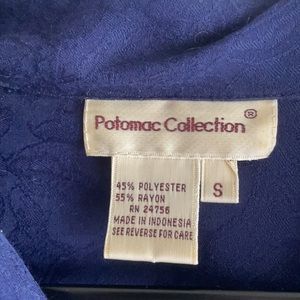 Potomac Collection ®
S
45% POLYESTER
55% RAYON
RN 24756
MADE IN INDONESIA
SEE REVERSE FOR CARE